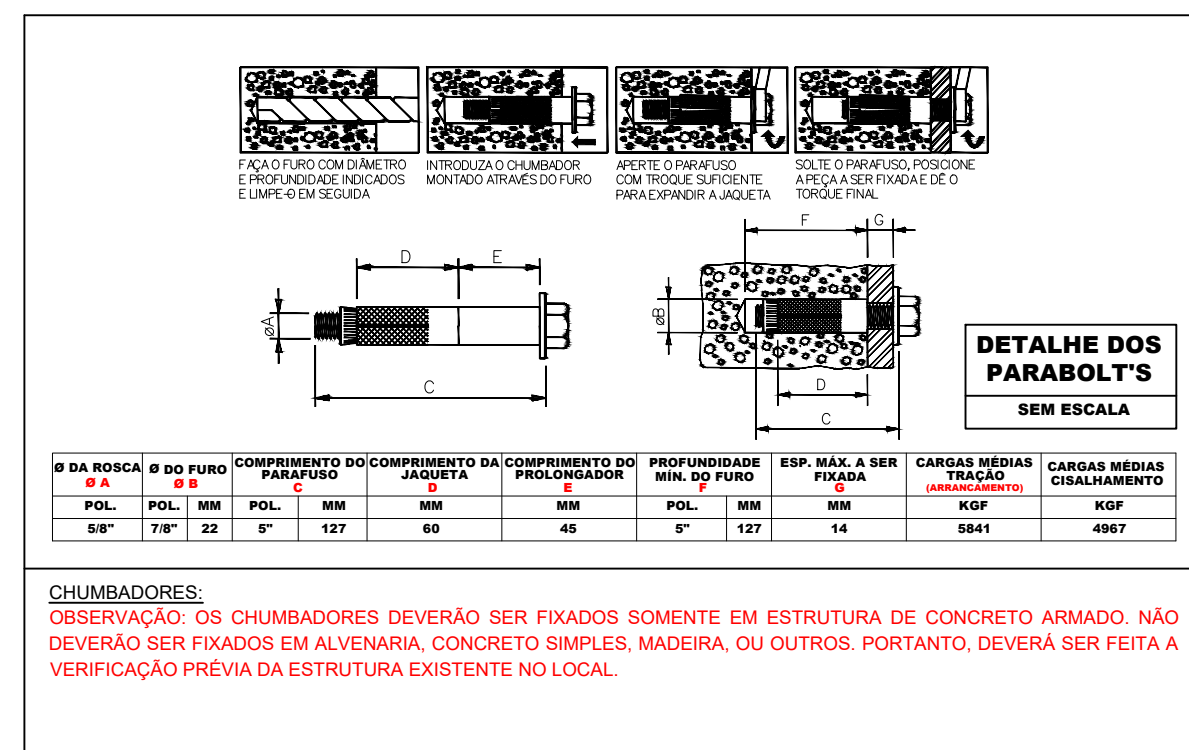 FAÇA O FURO COM DIÂMETRO
E PROFUNDIDADE INDICADOS
E LIMPE-O EM SEGUIDA
INTRODUZA O CHUMBADOR
MONTADO ATRAVÉS DO FURO
APERTE O PARAFUSO
COM TROQUE SUFICIENTE
PARA EXPANDIR A JAQUETA
SOLTE O PARAFUSO, POSICIONE
A PEÇA A SER FIXADA E DÊ O
TORQUE FINAL
D E
øA
C
F G
øB
D
C
DETALHE DOS
PARABOLT'S
SEM ESCALA
Ø DA ROSCA Ø A Ø DO FURO Ø B COMPRIMENTO DO PARAFUSO C COMPRIMENTO DA JAQUETA D COMPRIMENTO DO PROLONGADOR E PROFUNDIDADE MÍN. DO FURO F ESP. MÁX. A SER FIXADA G CARGAS MÉDIAS TRAÇÃO (ARRANCAMENTO) CARGAS MÉDIAS CISALHAMENTO
POL. POL. MM POL. MM MM MM POL. MM MM KGF KGF
5/8" 7/8" 22 5" 127 60 45 5" 127 14 5841 4967
CHUMBADORES:
OBSERVAÇÃO: OS CHUMBADORES DEVERÃO SER FIXADOS SOMENTE EM ESTRUTURA DE CONCRETO ARMADO. NÃO
DEVERÃO SER FIXADOS EM ALVENARIA, CONCRETO SIMPLES, MADEIRA, OU OUTROS. PORTANTO, DEVERÁ SER FEITA A
VERIFICAÇÃO PRÉVIA DA ESTRUTURA EXISTENTE NO LOCAL.